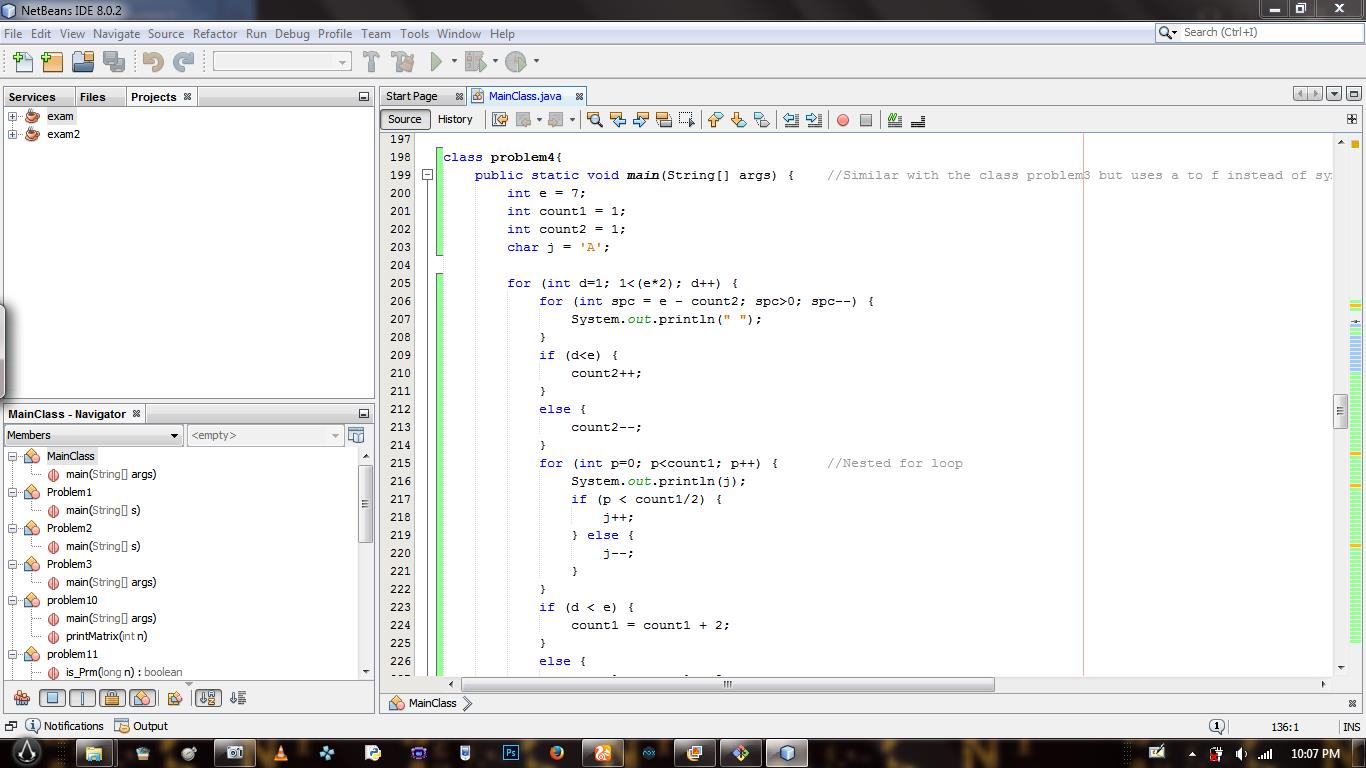 NetBeans IDE 8.0.2
File Edit View Navigate Source Refactor Run Debug Profile Team Tools Window Help
Search (Ctrl+I)
Services Files Projects
exam
exam2
MainClass - Navigator
Members <empty>
MainClass
main(String[] args)
Problem1
main(String[] s)
Problem2
main(String[] s)
Problem3
main(String[] args)
problem10
main(String[] args)
printMatrix(int n)
problem11
is_Prm(long n) : boolean
Start Page MainClass.java
Source History
197
198 class problem4{
199 public static void main(String[] args) { //Similar with the class problem3 but uses a to f instead of sy
200 int e = 7;
201 int count1 = 1;
202 int count2 = 1;
203 char j = 'A';
204
205 for (int d=1; 1<(e*2); d++) {
206 for (int spc = e - count2; spc>0; spc--) {
207 System.out.println(" ");
208 }
209 if (d<e) {
210 count2++;
211 }
212 else {
213 count2--;
214 }
215 for (int p=0; p<count1; p++) { //Nested for loop
216 System.out.println(j);
217 if (p < count1/2) {
218 j++;
219 } else {
220 j--;
221 }
222 }
223 if (d < e) {
224 count1 = count1 + 2;
225 }
226 else {
MainClass
Notifications Output
136:1 INS
Ps
10:07 PM